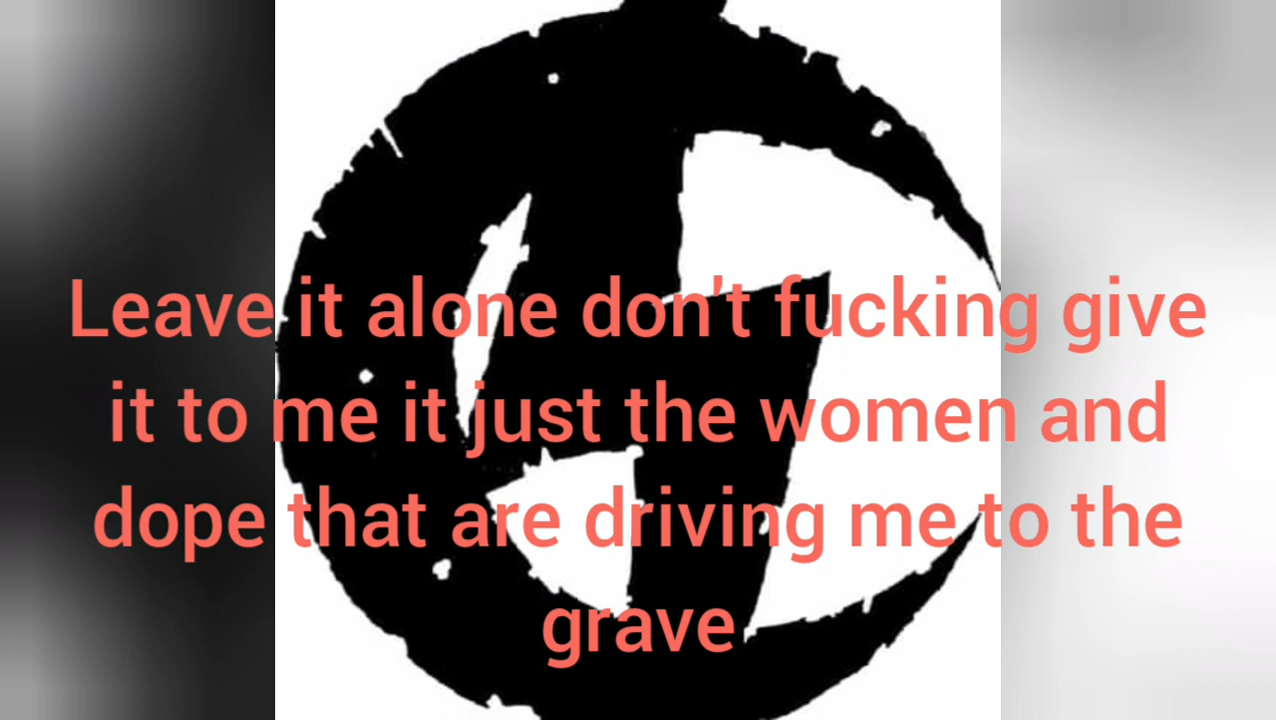 Leave it alone don't fucking give
it to me it just the women and
dope that are driving me to the
grave